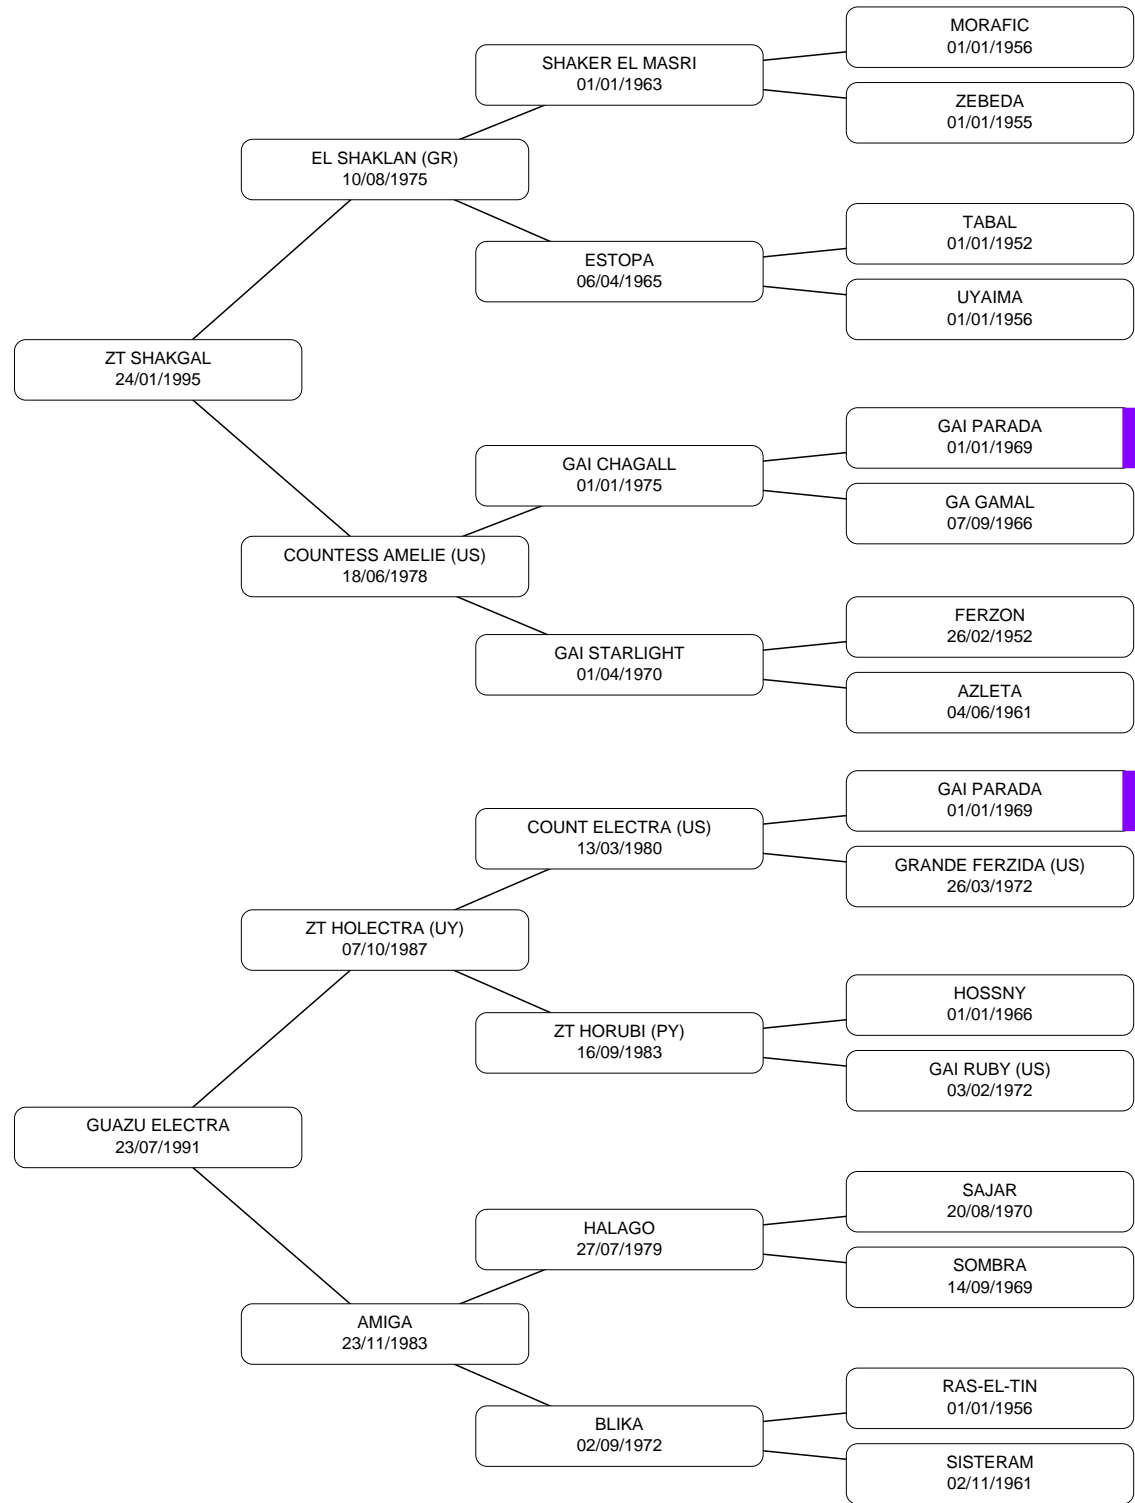 MORAFIC
01/01/1956
SHAKER EL MASRI
01/01/1963
ZEBEDA
01/01/1955
EL SHAKLAN (GR)
10/08/1975
TABAL
01/01/1952
ESTOPA
06/04/1965
UYAIMA
01/01/1956
ZT SHAKGAL
24/01/1995
GAI PARADA
01/01/1969
GAI CHAGALL
01/01/1975
GA GAMAL
07/09/1966
COUNTESS AMELIE (US)
18/06/1978
FERZON
26/02/1952
GAI STARLIGHT
01/04/1970
AZLETA
04/06/1961
GAI PARADA
01/01/1969
COUNT ELECTRA (US)
13/03/1980
GRANDE FERZIDA (US)
26/03/1972
ZT HOLECTRA (UY)
07/10/1987
HOSSNY
01/01/1966
ZT HORUBI (PY)
16/09/1983
GAI RUBY (US)
03/02/1972
GUAZU ELECTRA
23/07/1991
SAJAR
20/08/1970
HALAGO
27/07/1979
SOMBRA
14/09/1969
AMIGA
23/11/1983
RAS-EL-TIN
01/01/1956
BLIKA
02/09/1972
SISTERAM
02/11/1961